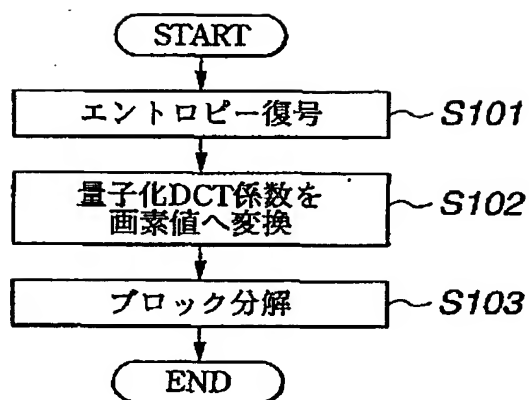 START
エントロピー復号
S101
量子化DCT係数を
画素値へ変換
S102
ブロック分解
S103
END